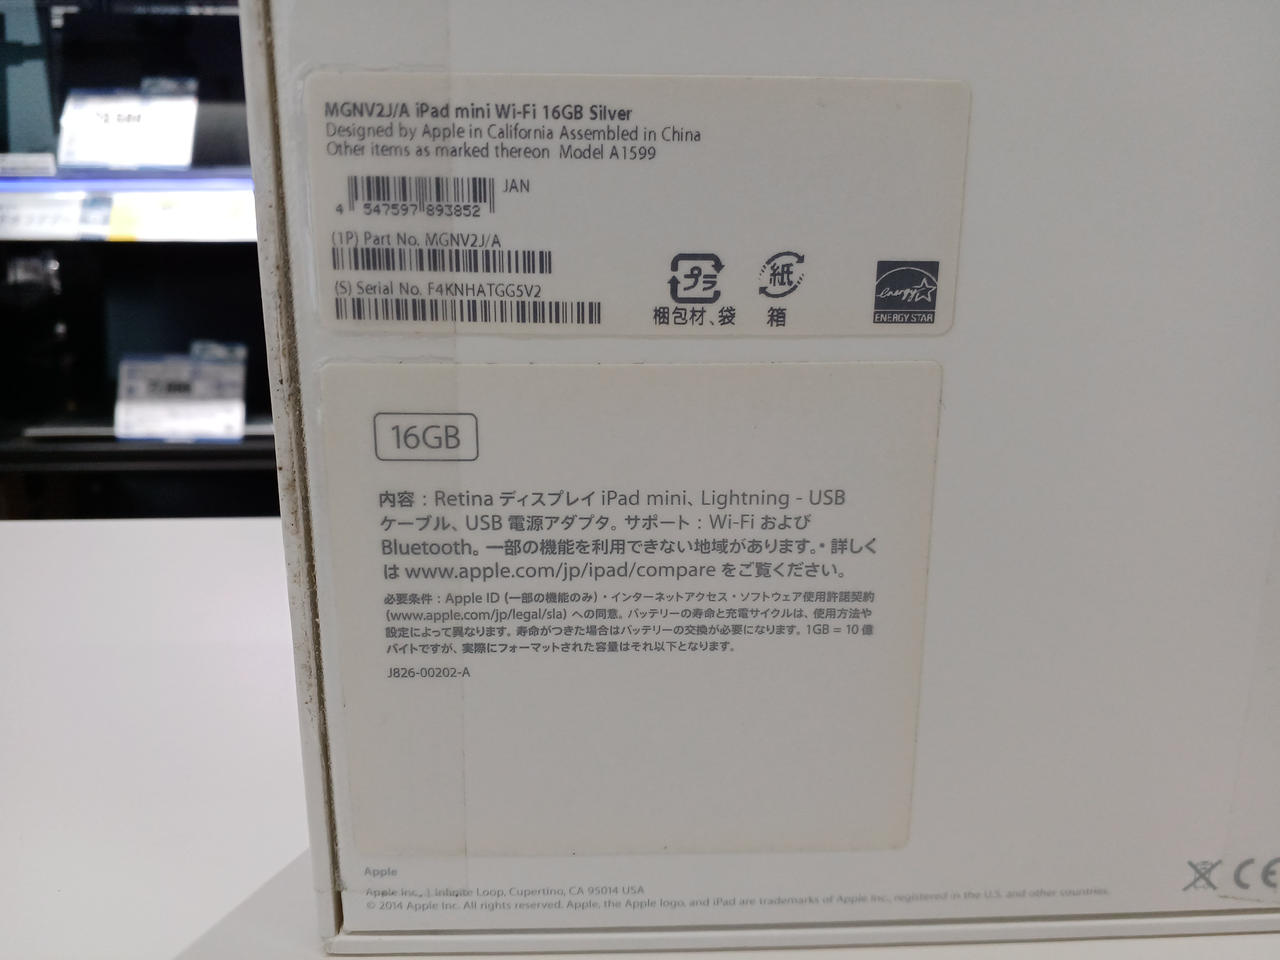 MGNV2J/A iPad mini Wi-Fi 16GB Silver
Designed by Apple in California Assembled in China
Other items as marked thereon Model A1599
JAN
4 547597 893852
(1P) Part No. MGNV2J/A
(S) Serial No. F4KNHATGG5V2
プラ
紙
梱包材、袋
箱
energy
ENERGY STAR
16GB
内容 : Retina ディスプレイ iPad mini、Lightning - USB
ケーブル、USB 電源アダプタ。サポート : Wi-Fi および
Bluetooth。一部の機能を利用できない地域があります。・詳しく
は www.apple.com/jp/ipad/compare をご覧ください。
必要条件 : Apple ID (一部の機能のみ)・インターネットアクセス・ソフトウェア使用許諾契約
(www.apple.com/jp/legal/sla) への同意。バッテリーの寿命と充電サイクルは、使用方法や
設定によって異なります。寿命がつきた場合はバッテリーの交換が必要になります。1GB = 10 億
バイトですが、実際にフォーマットされた容量はそれ以下となります。
J826-00202-A
Apple
Apple Inc., 1 Infinite Loop, Cupertino, CA 95014 USA
© 2014 Apple Inc. All rights reserved. Apple, the Apple logo, and iPad are trademarks of Apple Inc., registered in the U.S. and other countries.
CE